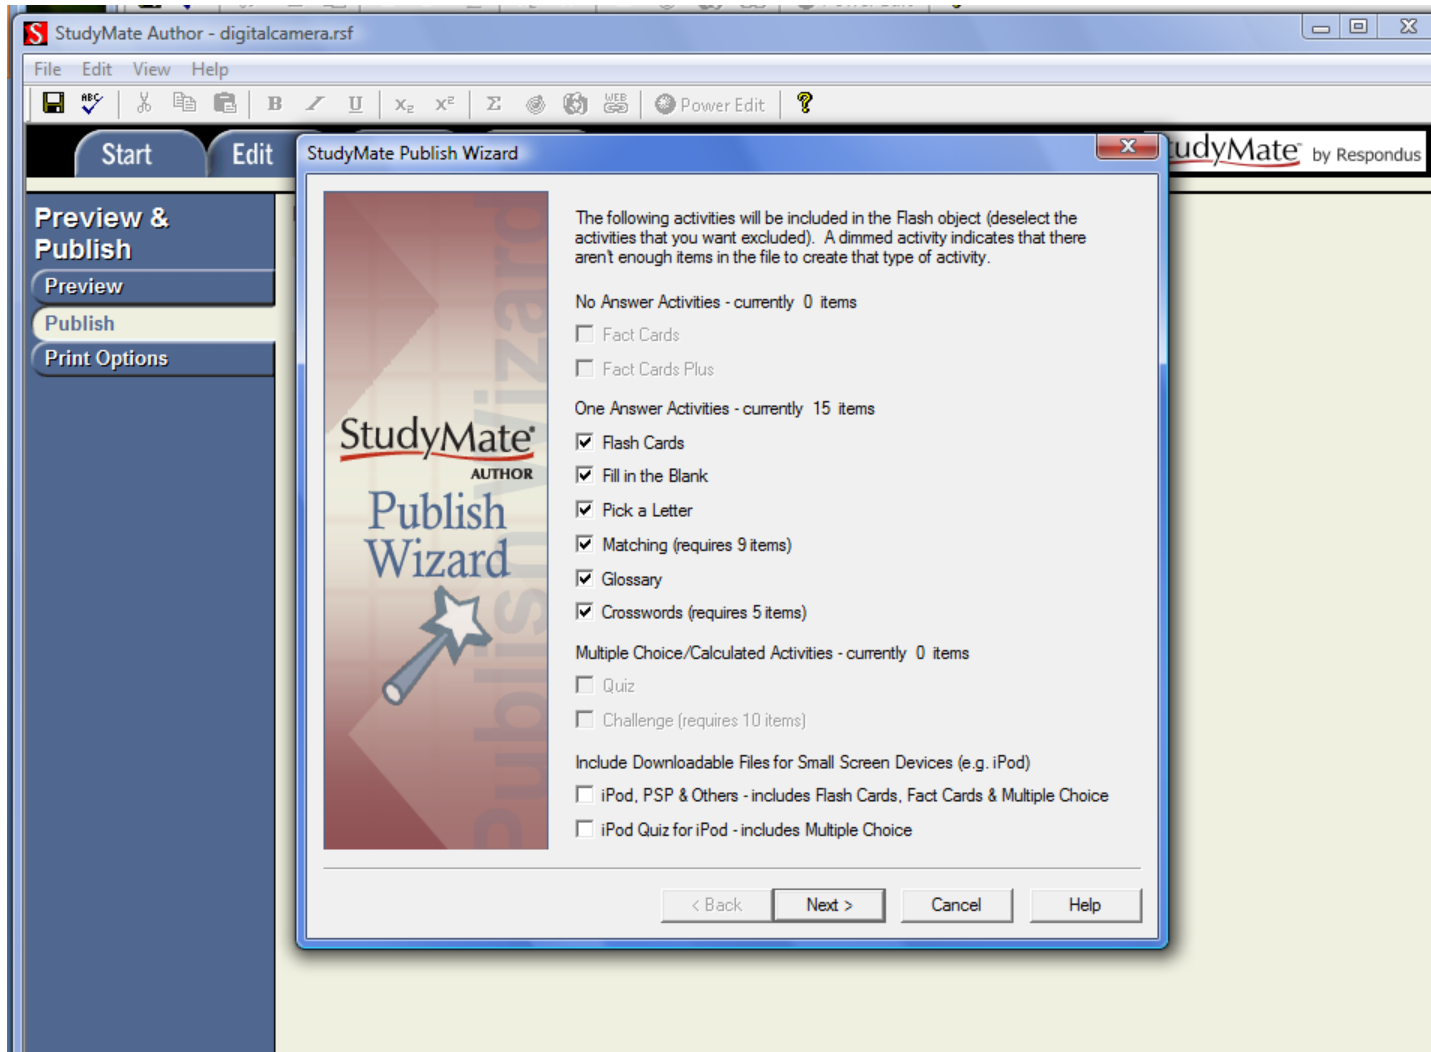 StudyMate Author - digitalcamera.rsf
File Edit View Help
ABC B I U X₂ X² Σ WEB Power Edit ?
Start Edit
StudyMate Publish Wizard
udyMate by Respondus
Preview &
Publish
Preview
Publish
Print Options
Publish Wizard
StudyMate
AUTHOR
Publish
Wizard
The following activities will be included in the Flash object (deselect the
activities that you want excluded). A dimmed activity indicates that there
aren't enough items in the file to create that type of activity.
No Answer Activities - currently 0 items
Fact Cards
Fact Cards Plus
One Answer Activities - currently 15 items
Flash Cards
Fill in the Blank
Pick a Letter
Matching (requires 9 items)
Glossary
Crosswords (requires 5 items)
Multiple Choice/Calculated Activities - currently 0 items
Quiz
Challenge (requires 10 items)
Include Downloadable Files for Small Screen Devices (e.g. iPod)
iPod, PSP & Others - includes Flash Cards, Fact Cards & Multiple Choice
iPod Quiz for iPod - includes Multiple Choice
< Back Next > Cancel Help